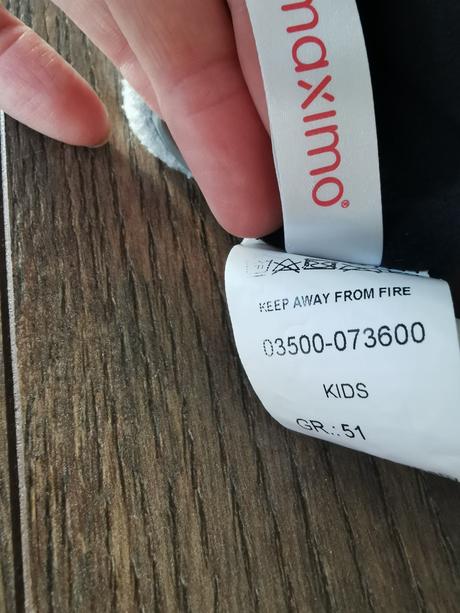 maximo®
KEEP AWAY FROM FIRE
03500-073600
KIDS
GR.: 51